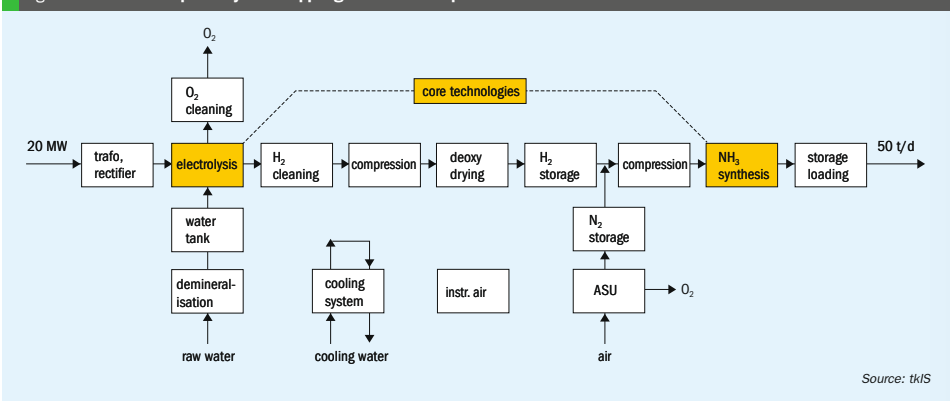 O₂
O₂
cleaning
core technologies
20 MW
trafo,
rectifier
electrolysis
H₂
cleaning
compression
deoxy
drying
H₂
storage
compression
NH₃
synthesis
storage
loading
50 t/d
water
tank
N₂
storage
demineral-
isation
cooling
system
instr. air
ASU
O₂
raw water
cooling water
air
Source: tkIS